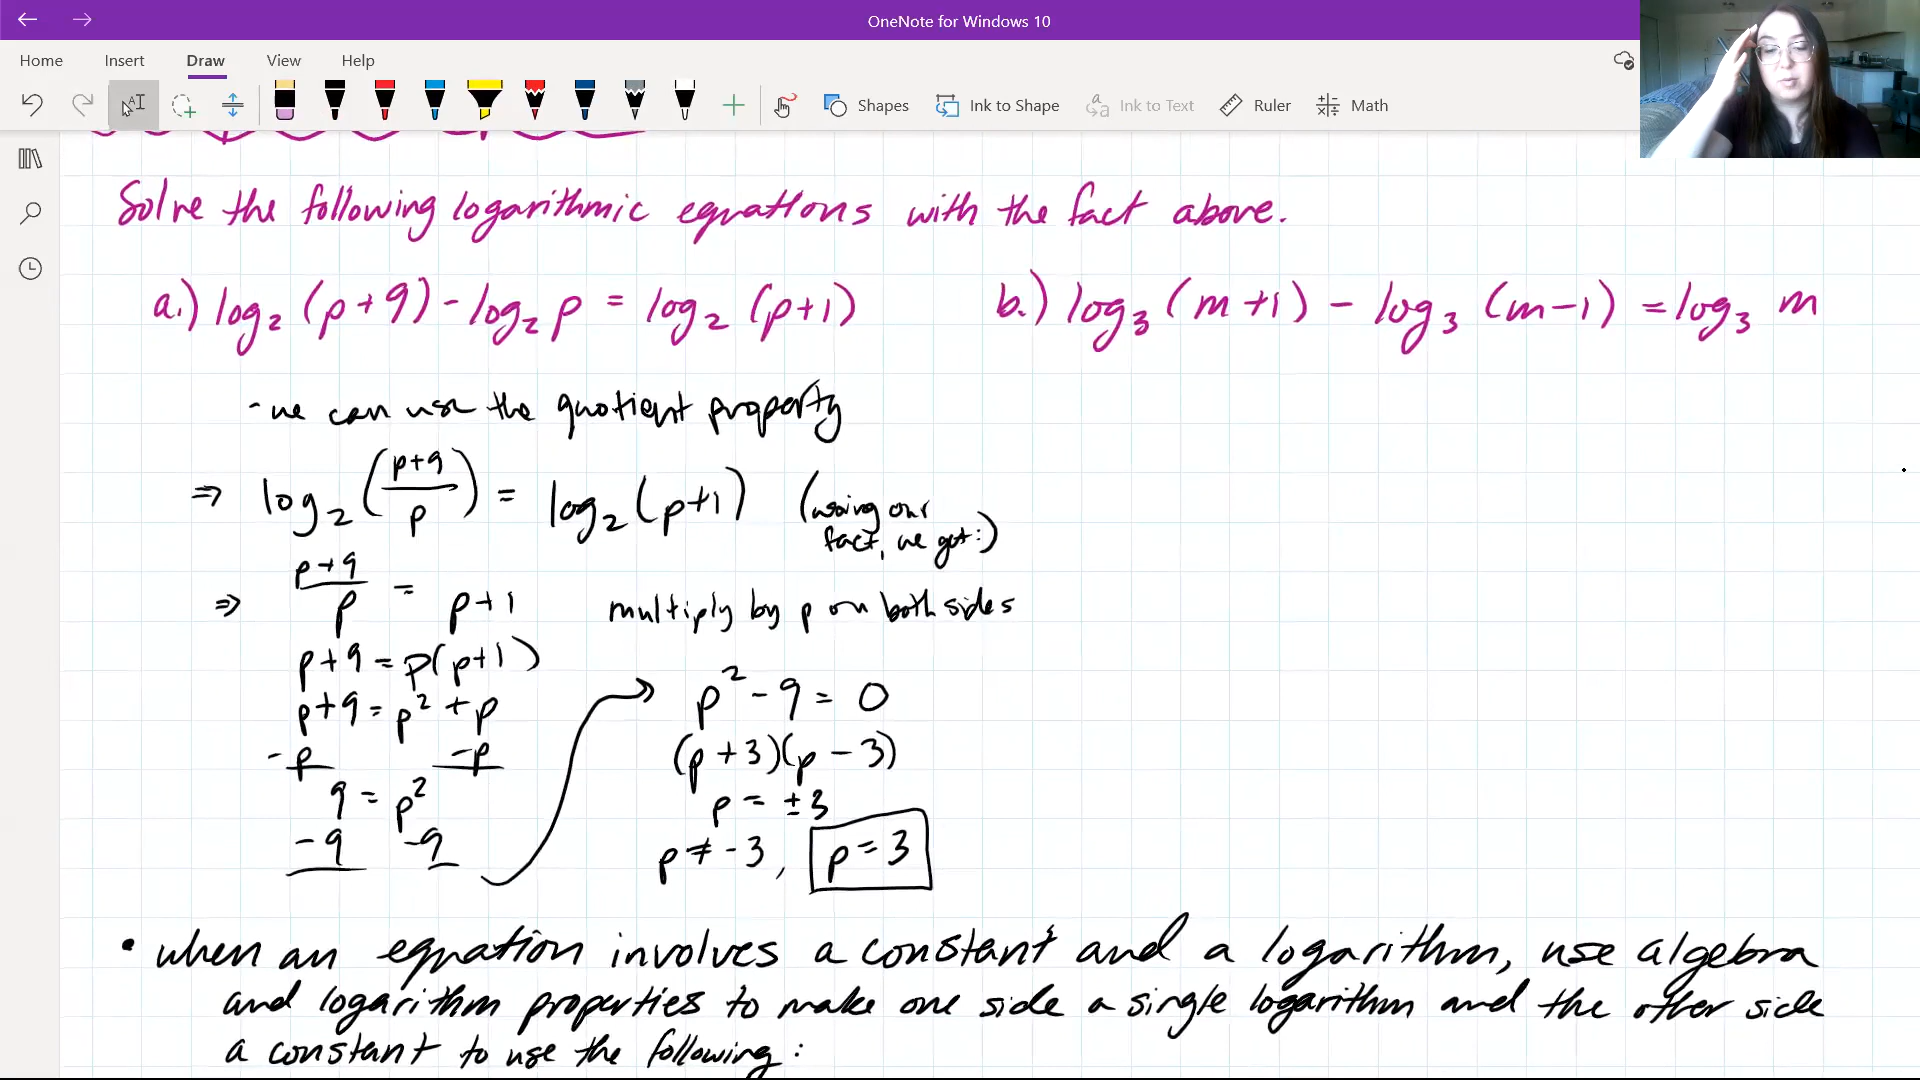 OneNote for Windows 10
Home Insert Draw View Help
Shapes Ink to Shape Ink to Text Ruler Math
Solve the following logarithmic equations with the fact above.
a.) log₂ (p+9) - log₂ p = log₂ (p+1)
b.) log₃ (m+1) - log₃ (m-1) = log₃ m
- we can use the quotient property
⇒ log₂ ((p+9)/p) = log₂ (p+1) (using our
fact, we get:)
⇒ (p+9)/p = p+1 multiply by p on both sides
p+9 = p(p+1)
p+9 = p² + p
-p -p
9 = p²
-9 -9
p² - 9 = 0
(p+3)(p-3)
p = ±3
p ≠ -3, p = 3
• when an equation involves a constant and a logarithm, use algebra
and logarithm properties to make one side a single logarithm and the other side
a constant to use the following: